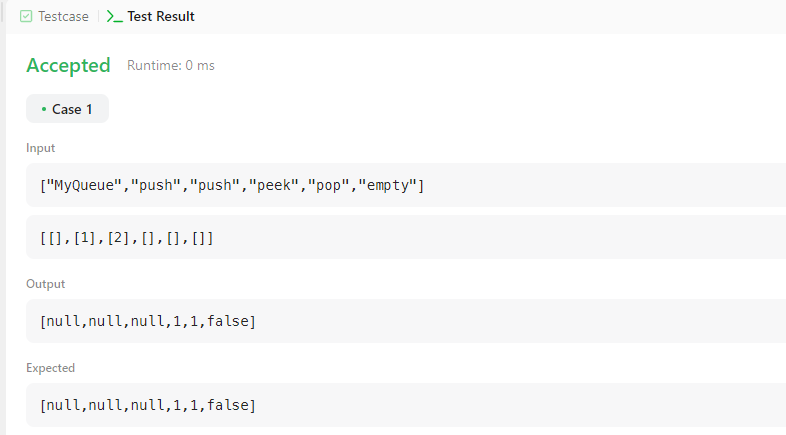 Testcase | Test Result
Accepted Runtime: 0 ms
• Case 1
Input
["MyQueue","push","push","peek","pop","empty"]
[[],[1],[2],[],[],[]]
Output
[null,null,null,1,1,false]
Expected
[null,null,null,1,1,false]